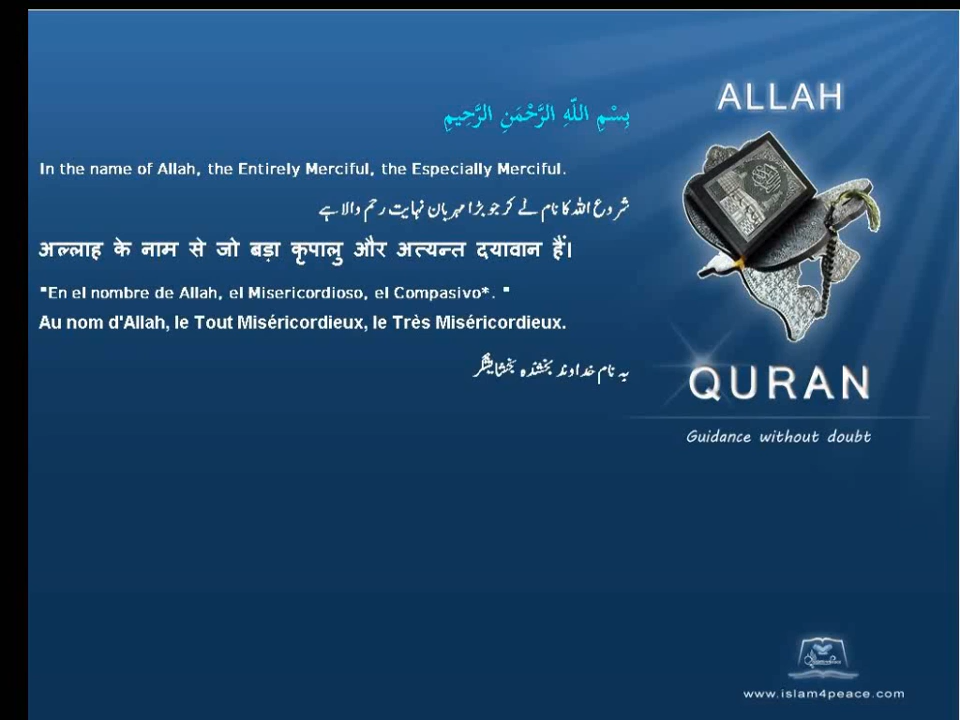 بِسْمِ اللَّهِ الرَّحْمَنِ الرَّحِيمِ
In the name of Allah, the Entirely Merciful, the Especially Merciful.
شروع الله کا نام لے کر جو بڑا مہربان نہایت رحم والا ہے
अल्लाह के नाम से जो बड़ा कृपालु और अत्यन्त दयावान हैं।
"En el nombre de Allah, el Misericordioso, el Compasivo*. "
Au nom d'Allah, le Tout Miséricordieux, le Très Miséricordieux.
به نام خداوند بخشنده بخشایشگر
ALLAH
QURAN
Guidance without doubt
www.islam4peace.com